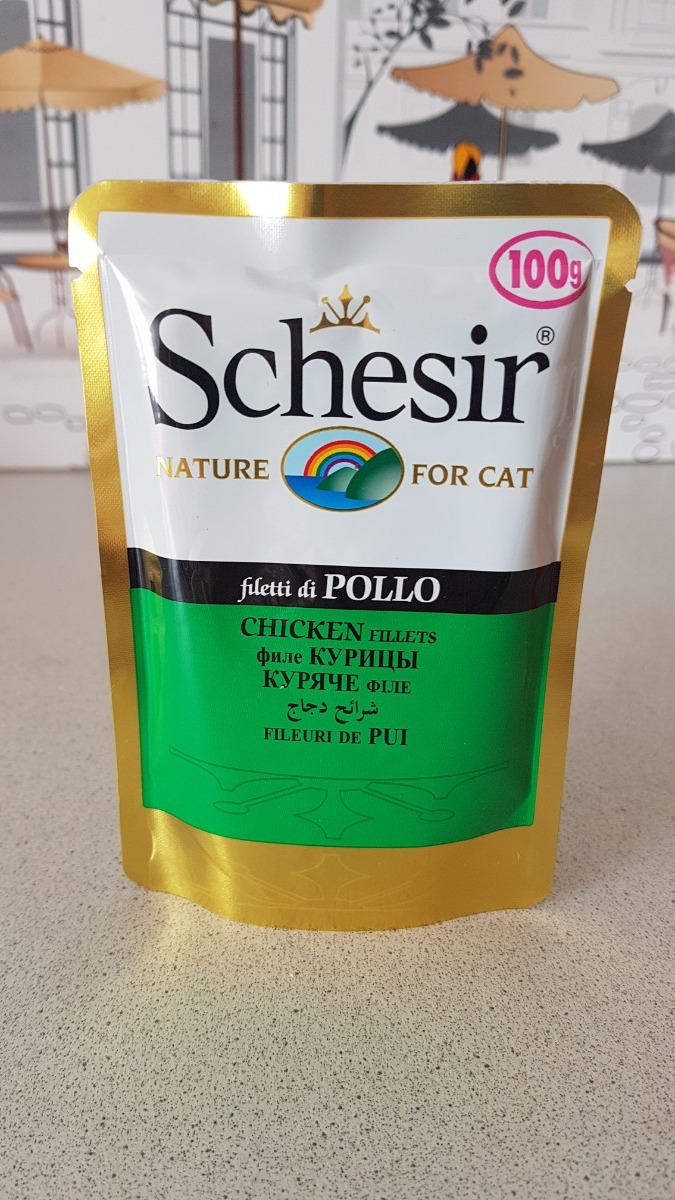 100g
Schesir®
NATURE FOR CAT
filetti di POLLO
CHICKEN FILLETS
филе КУРИЦЫ
КУРЯЧЕ ФІЛЕ
شرائح دجاج
FILEURI DE PUI